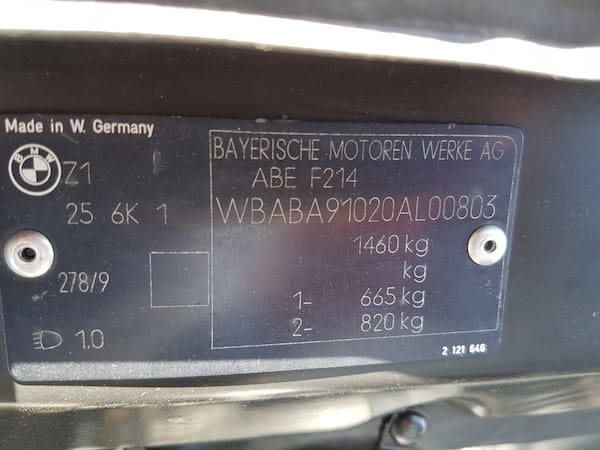 Made in W. Germany
BMW
Z1
25 6K 1
278/9
1.0
BAYERISCHE MOTOREN WERKE AG
ABE F214
WBABA91020AL00803
1460 kg
kg
1- 665 kg
2- 820 kg
2 121 646